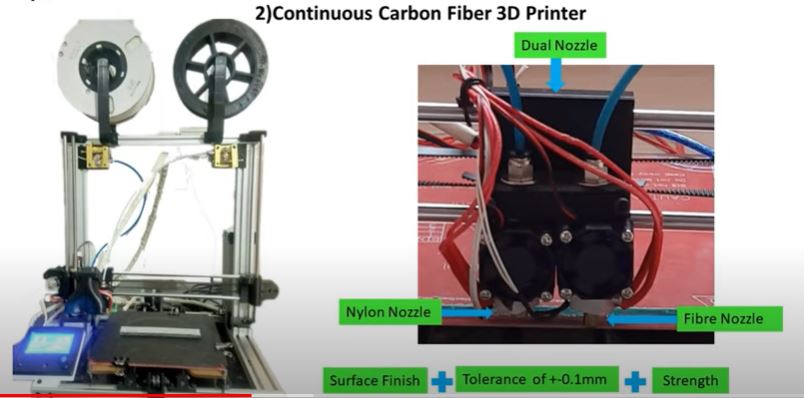 2)Continuous Carbon Fiber 3D Printer
Dual Nozzle
Nylon Nozzle
Fibre Nozzle
Surface Finish
Tolerance of +-0.1mm
Strength